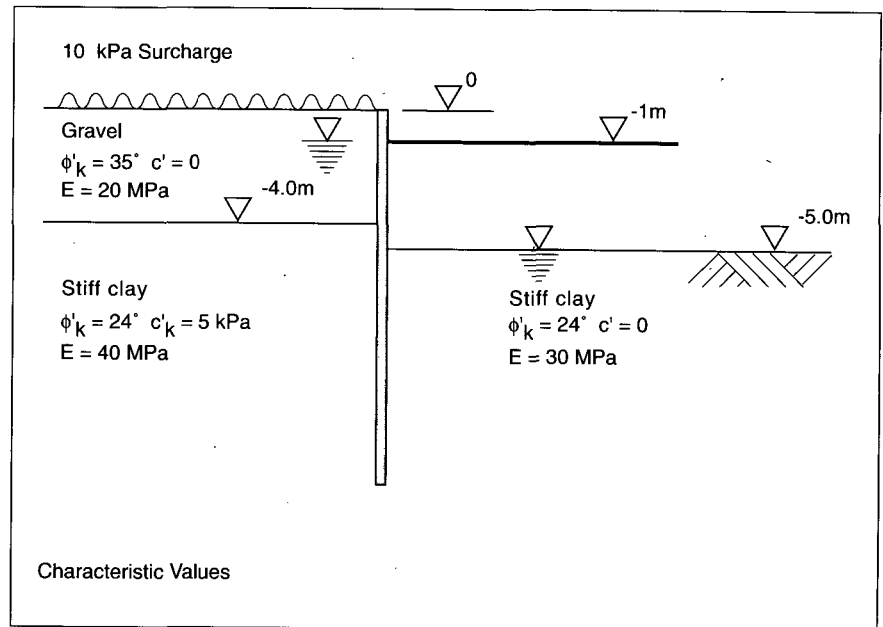 10 kPa Surcharge
0
-1m
Gravel
ϕ'k = 35° c' = 0
E = 20 MPa
-4.0m
-5.0m
Stiff clay
ϕ'k = 24° c'k = 5 kPa
E = 40 MPa
Stiff clay
ϕ'k = 24° c' = 0
E = 30 MPa
Characteristic Values